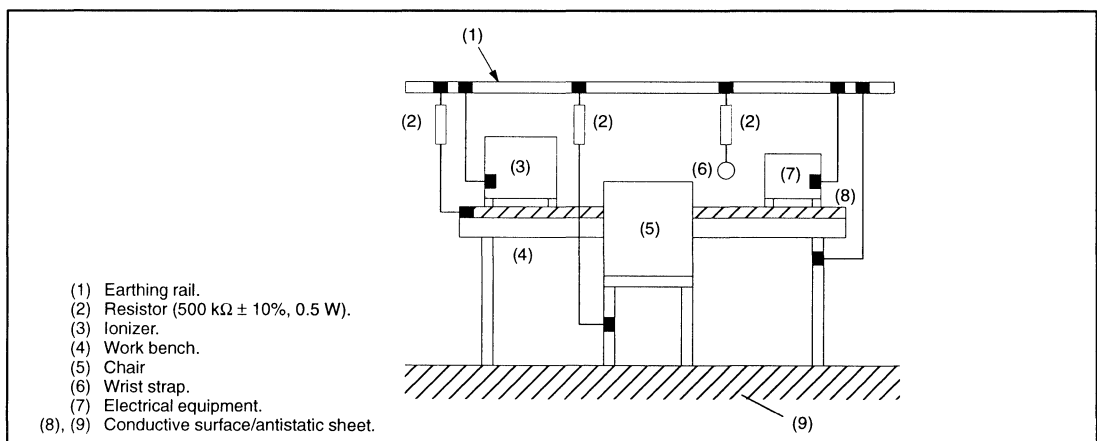 (1)
(2)
(2)
(2)
(3)
(6)
(7)
(8)
(5)
(4)
(1) Earthing rail.
(2) Resistor (500 kΩ ± 10%, 0.5 W).
(3) Ionizer.
(4) Work bench.
(5) Chair
(6) Wrist strap.
(7) Electrical equipment.
(8), (9) Conductive surface/antistatic sheet.
(9)